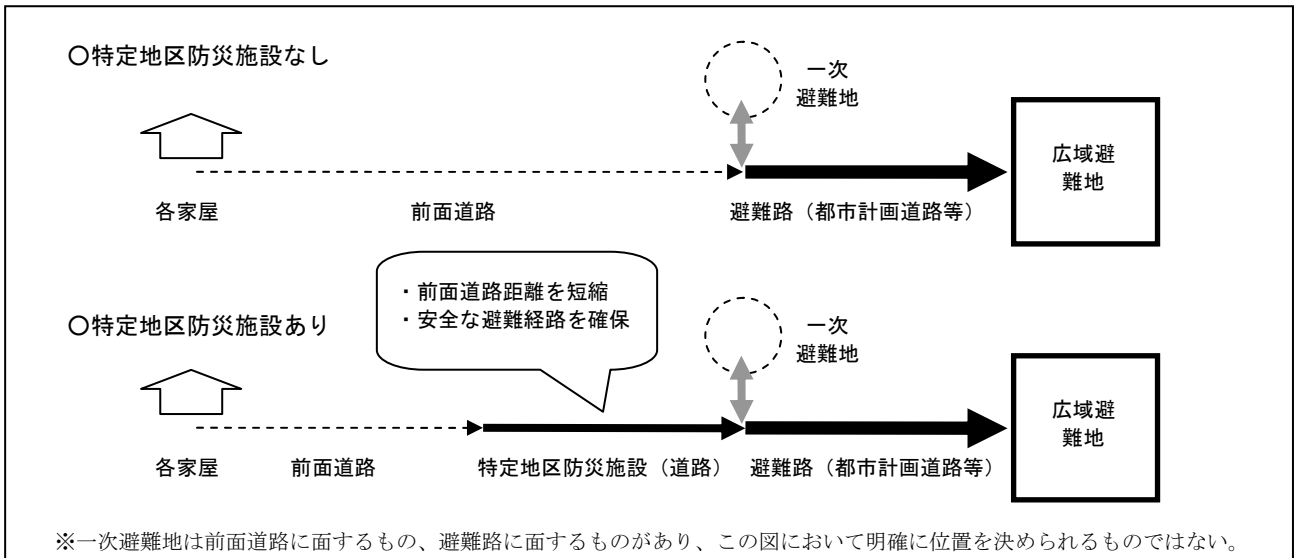 〇特定地区防災施設なし
一次
避難地
広域避
難地
各家屋
前面道路
避難路（都市計画道路等）
・前面道路距離を短縮
・安全な避難経路を確保
〇特定地区防災施設あり
一次
避難地
広域避
難地
各家屋
前面道路
特定地区防災施設（道路）
避難路（都市計画道路等）
※一次避難地は前面道路に面するもの、避難路に面するものがあり、この図において明確に位置を決められるものではない。